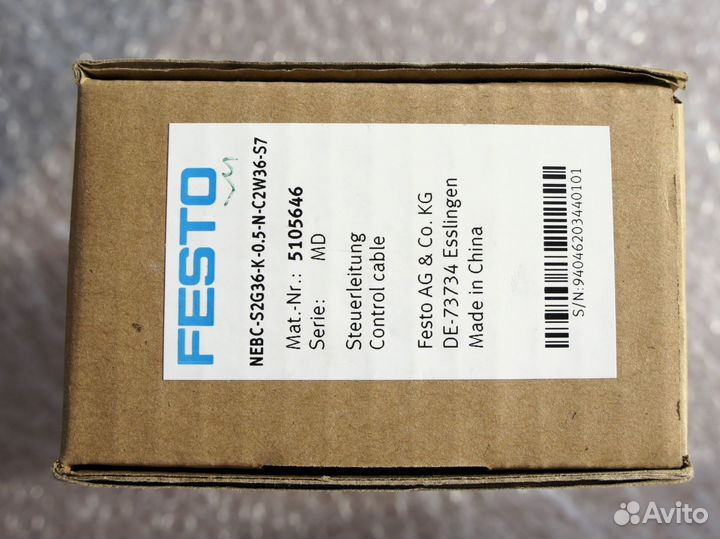 FESTO
NEBC-S2G36-K-0.5-N-C2W36-S7
Mat.-Nr.: 5105646
Serie: MD
Steuerleitung
Control cable
Festo AG & Co. KG
DE-73734 Esslingen
Made in China
S/N:94046203440101
Avito